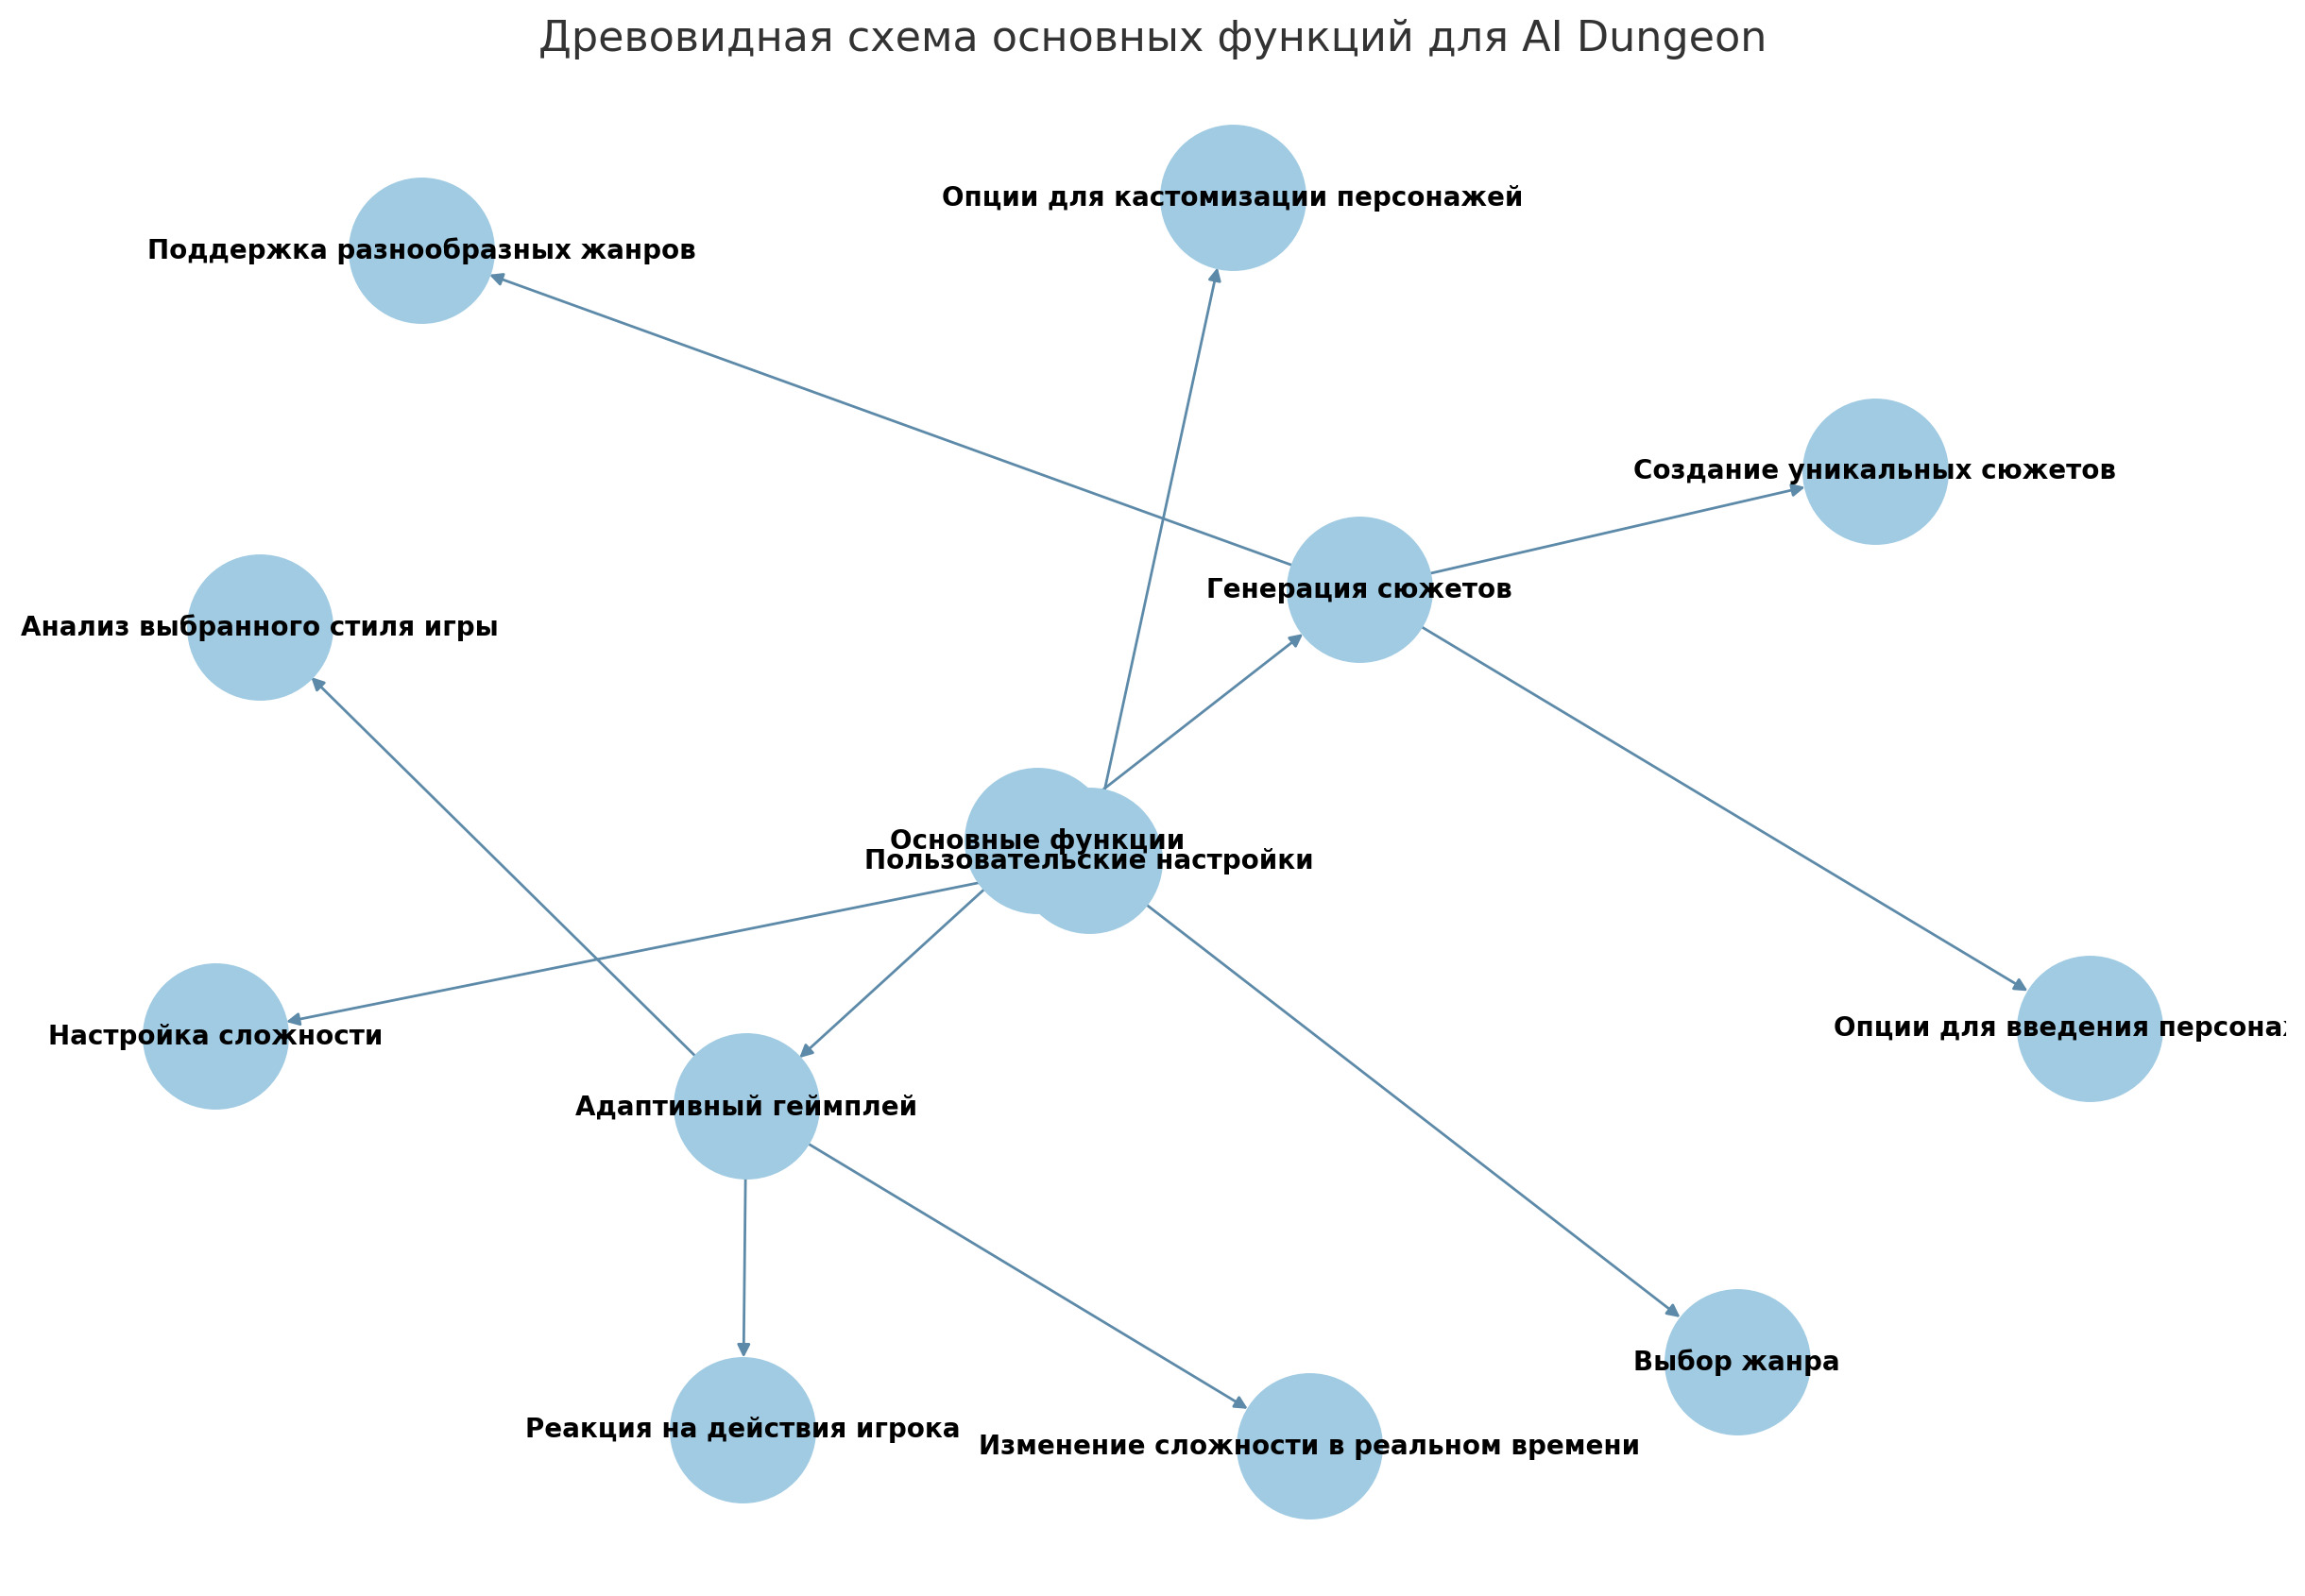 Древовидная схема основных функций для AI Dungeon
Опции для кастомизации персонажей
Поддержка разнообразных жанров
Создание уникальных сюжетов
Генерация сюжетов
Анализ выбранного стиля игры
Основные функции
Пользовательские настройки
Опции для введения
Настройка сложности
Адаптивный геймплей
Выбор жанра
Реакция на действия игрока
Изменение сложности в реальном времени